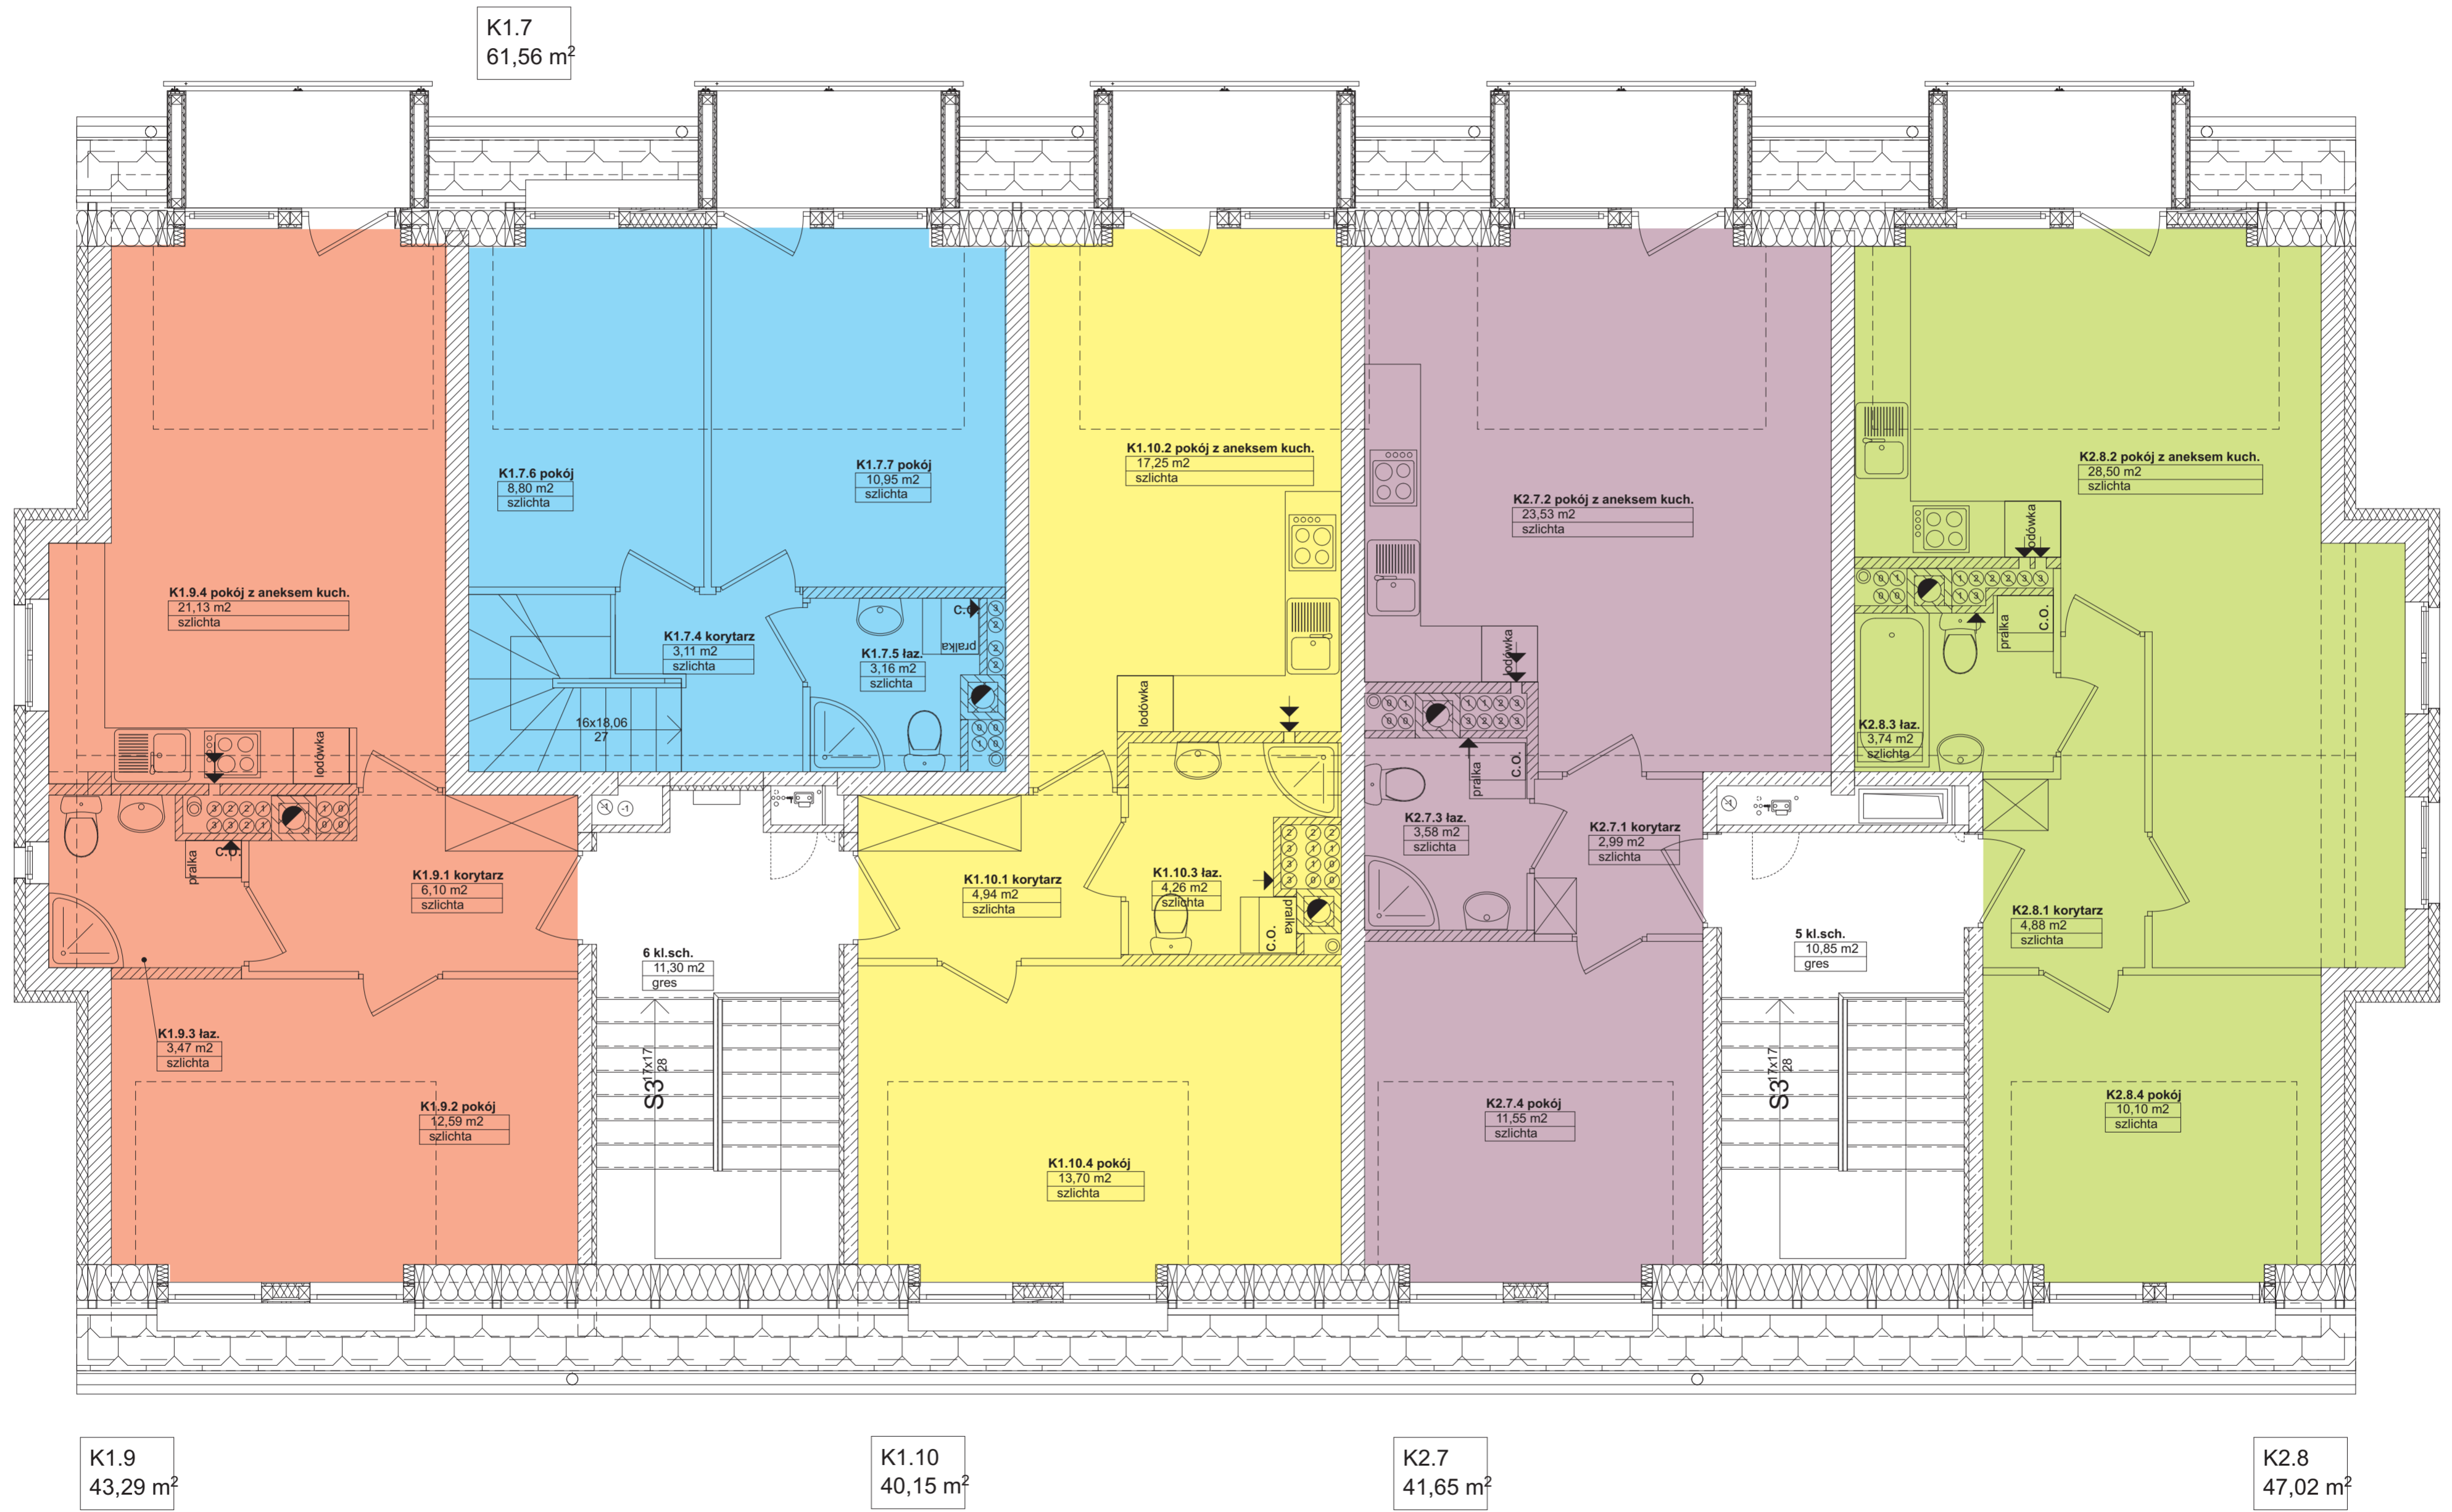 K1.7
61,56 m²
K1.7.6 pokój
8,80 m2
szlichta
K1.7.7 pokój
10,95 m2
szlichta
K1.10.2 pokój z aneksem kuch.
17,25 m2
szlichta
K2.7.2 pokój z aneksem kuch.
23,53 m2
szlichta
K2.8.2 pokój z aneksem kuch.
28,50 m2
szlichta
lodówka
K1.9.4 pokój z aneksem kuch.
21,13 m2
szlichta
K1.7.4 korytarz
3,11 m2
szlichta
K1.7.5 łaz.
3,16 m2
szlichta
c.o.
pralka
16x18,06
27
lodówka
lodówka
lodówka
pralka
c.o.
K2.8.3 łaz.
3,74 m2
szlichta
pralka
c.o.
-1
-1
-1
K2.7.3 łaz.
3,58 m2
szlichta
K2.7.1 korytarz
2,99 m2
szlichta
pralka
c.o.
K1.9.1 korytarz
6,10 m2
szlichta
K1.10.1 korytarz
4,94 m2
szlichta
K1.10.3 łaz.
4,26 m2
szlichta
pralka
c.o.
K2.8.1 korytarz
4,88 m2
szlichta
6 kl.sch.
11,30 m2
gres
5 kl.sch.
10,85 m2
gres
K1.9.3 łaz.
3,47 m2
szlichta
S3
17x17
28
S3
17x17
28
K1.9.2 pokój
12,59 m2
szlichta
K1.10.4 pokój
13,70 m2
szlichta
K2.7.4 pokój
11,55 m2
szlichta
K2.8.4 pokój
10,10 m2
szlichta
K1.9
43,29 m²
K1.10
40,15 m²
K2.7
41,65 m²
K2.8
47,02 m²